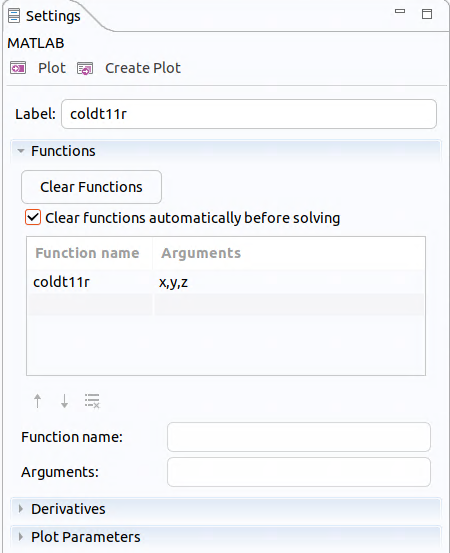 Settings
MATLAB
Plot Create Plot
Label: coldt11r
Functions
Clear Functions
Clear functions automatically before solving
Function name Arguments
coldt11r x,y,z
Function name:
Arguments:
Derivatives
Plot Parameters